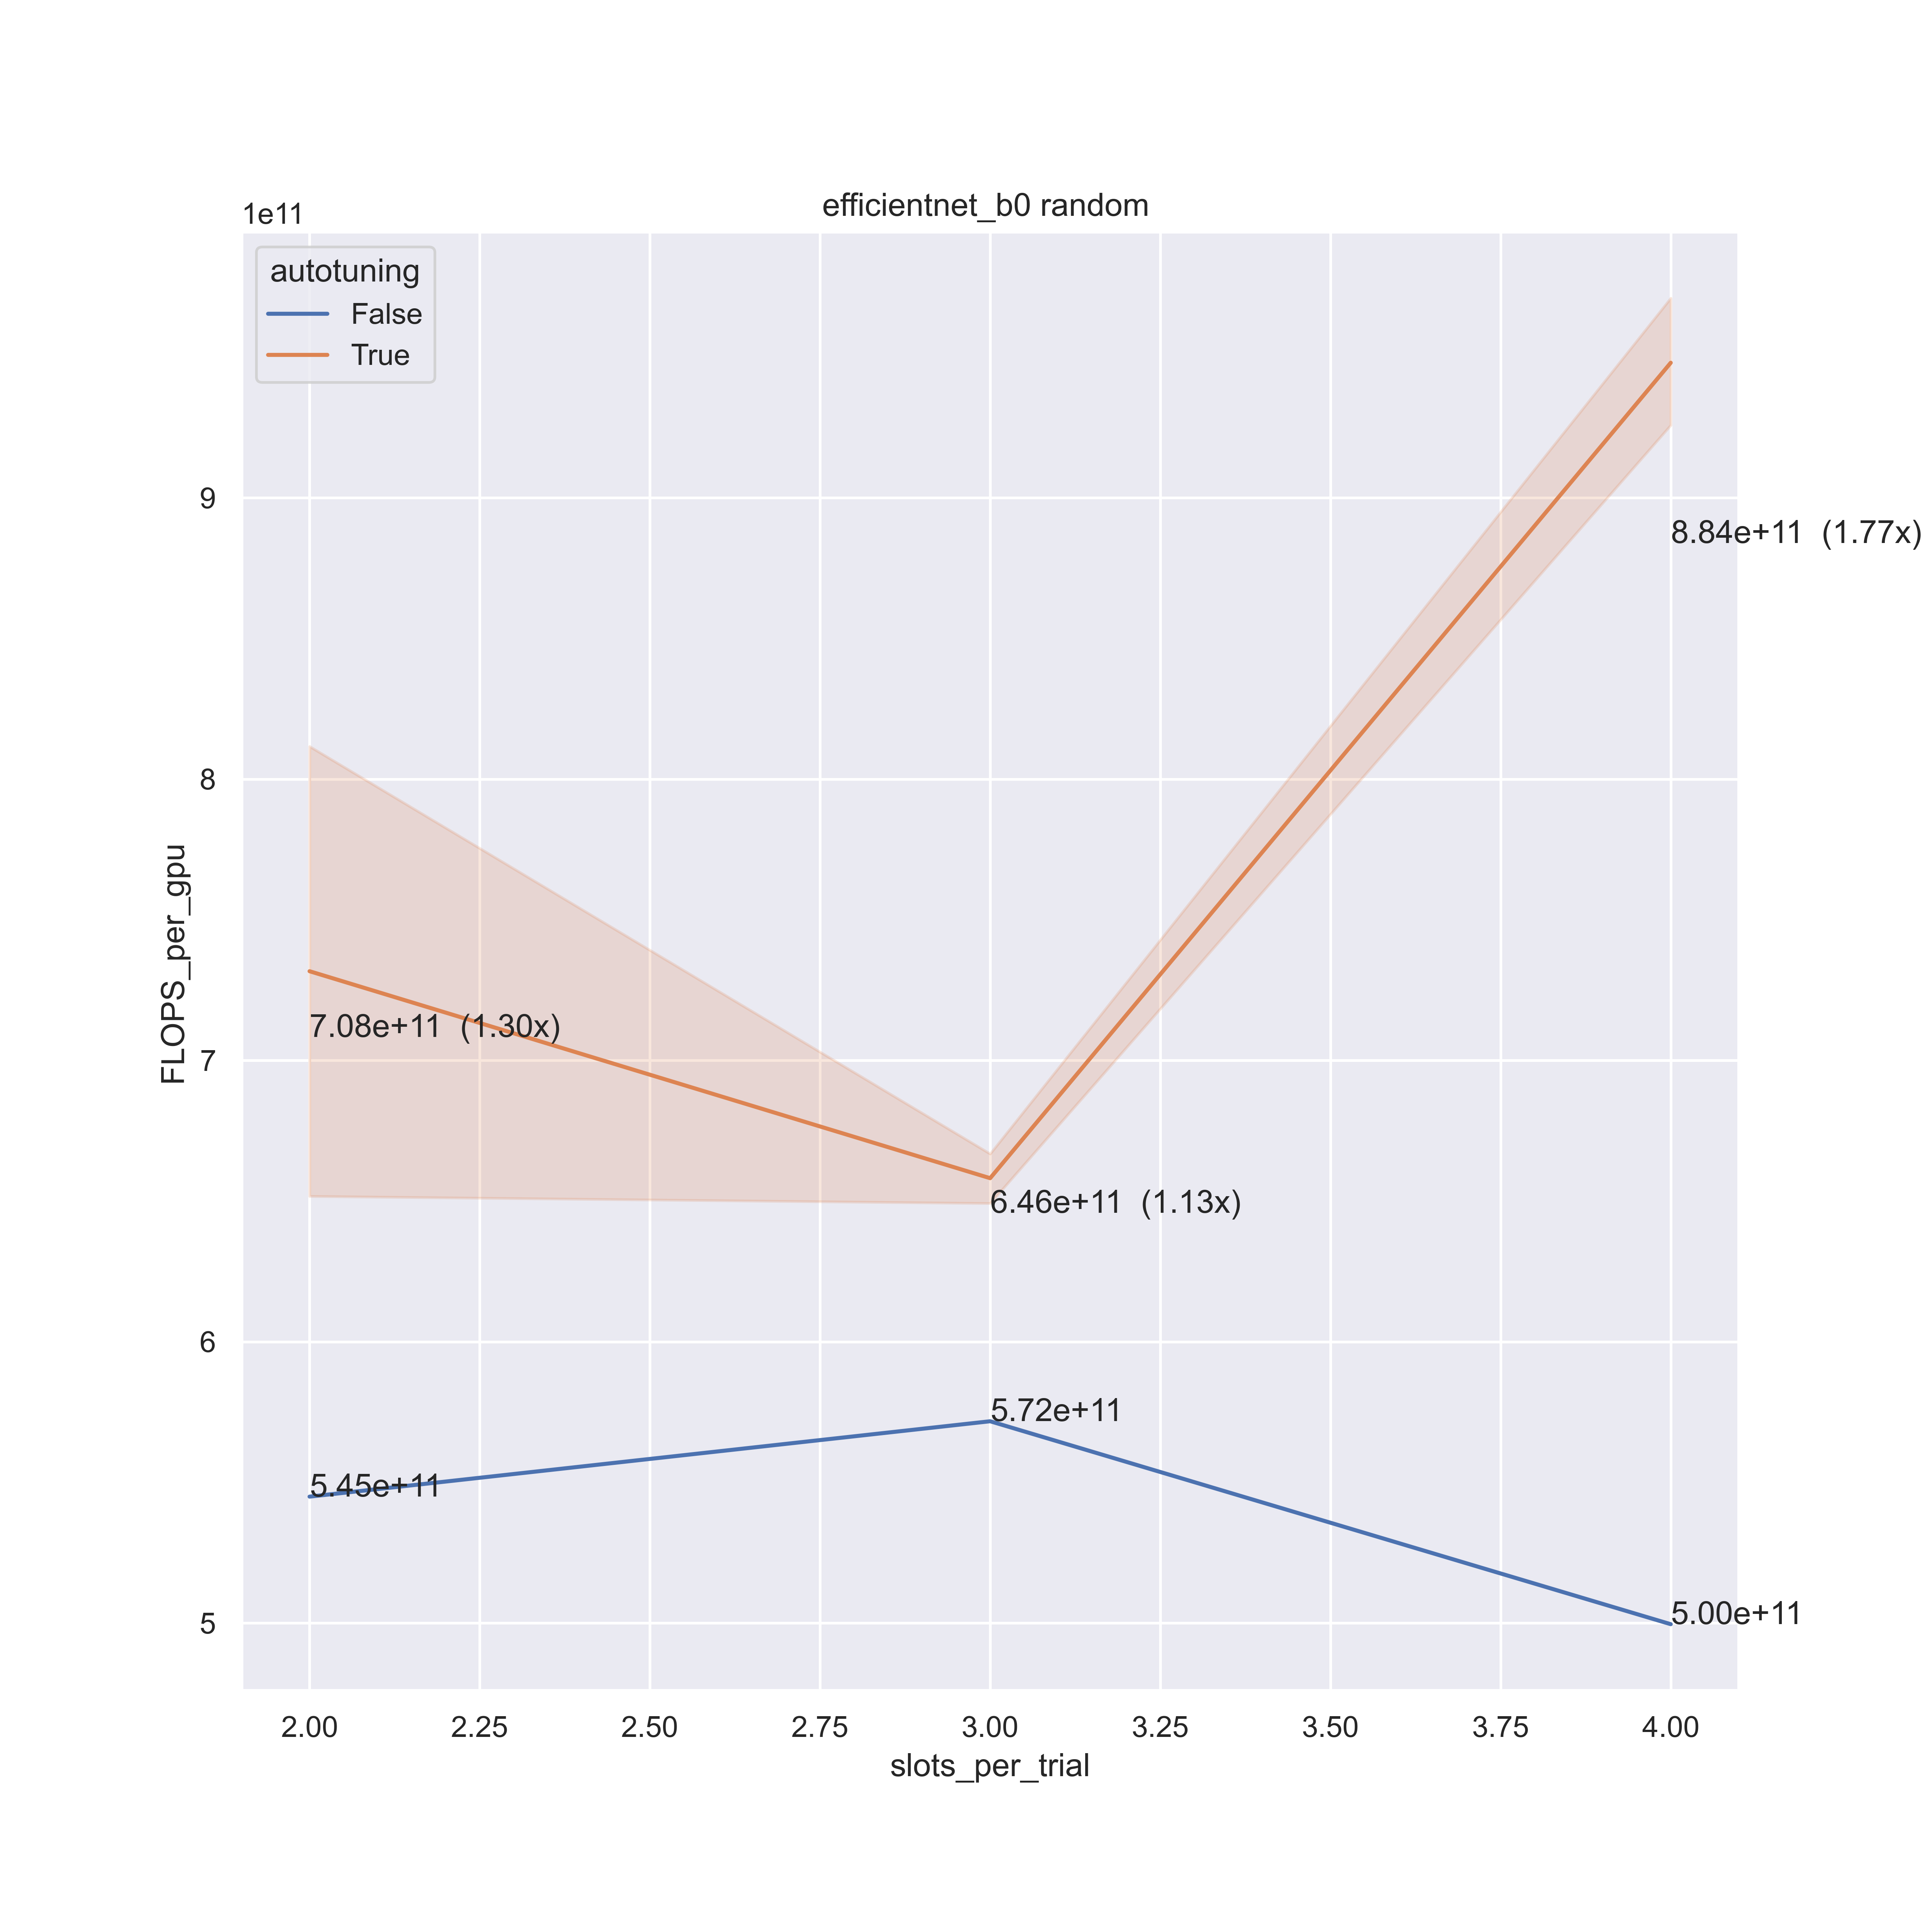 efficientnet_b0 random
1e11
autotuning
False
True
9
8
7
6
5
FLOPS_per_gpu
8.84e+11 (1.77x)
7.08e+11 (1.30x)
6.46e+11 (1.13x)
5.72e+11
5.45e+11
5.00e+11
2.00 2.25 2.50 2.75 3.00 3.25 3.50 3.75 4.00
slots_per_trial